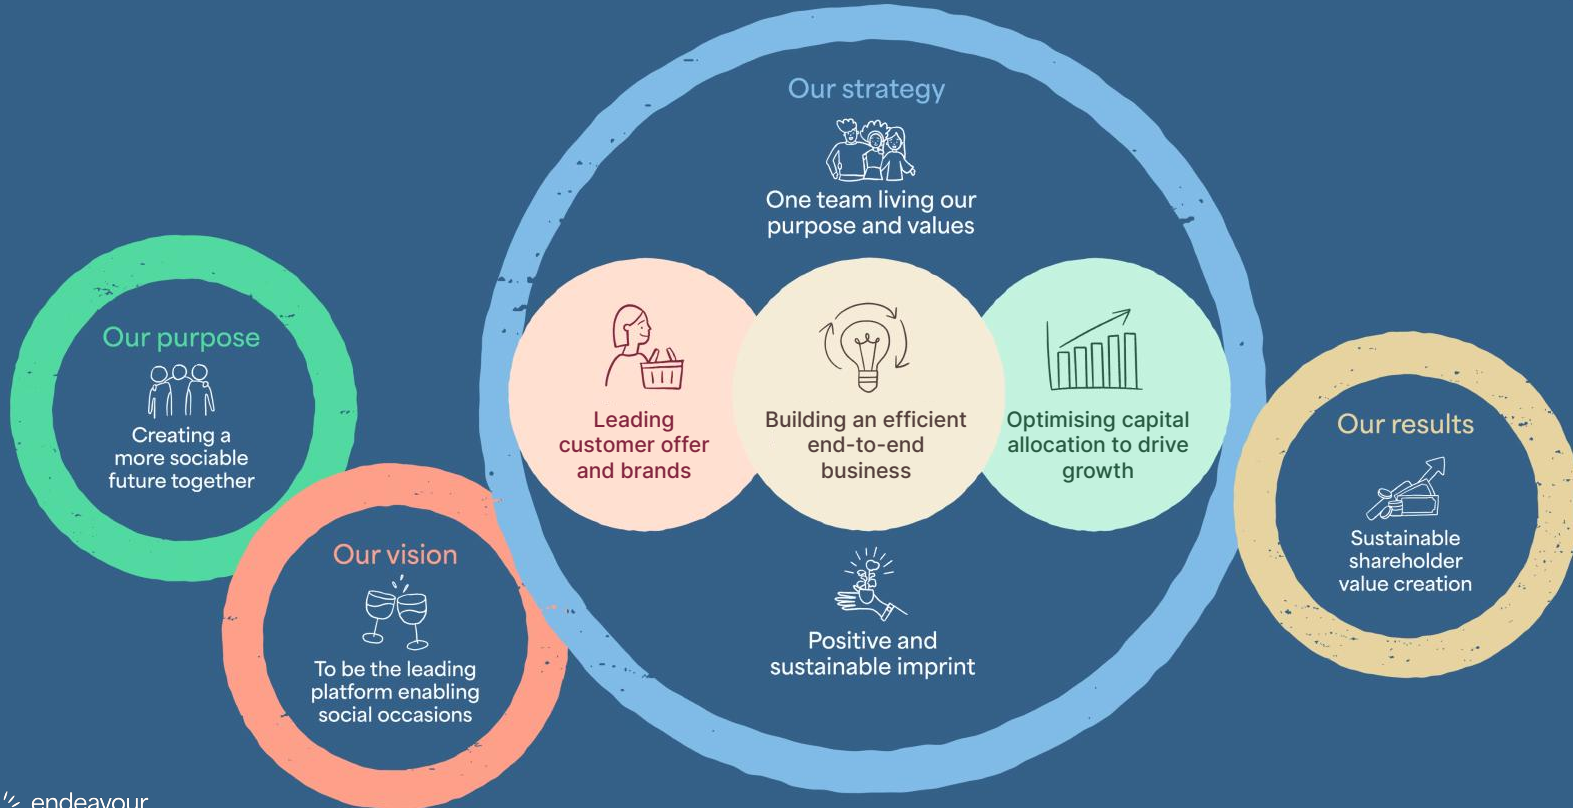 Our purpose
Creating a
more sociable
future together
Our vision
To be the leading
platform enabling
social occasions
Our strategy
One team living our
purpose and values
Leading
customer offer
and brands
Building an efficient
end-to-end
business
Optimising capital
allocation to drive
growth
Positive and
sustainable imprint
Our results
Sustainable
shareholder
value creation
endeavour